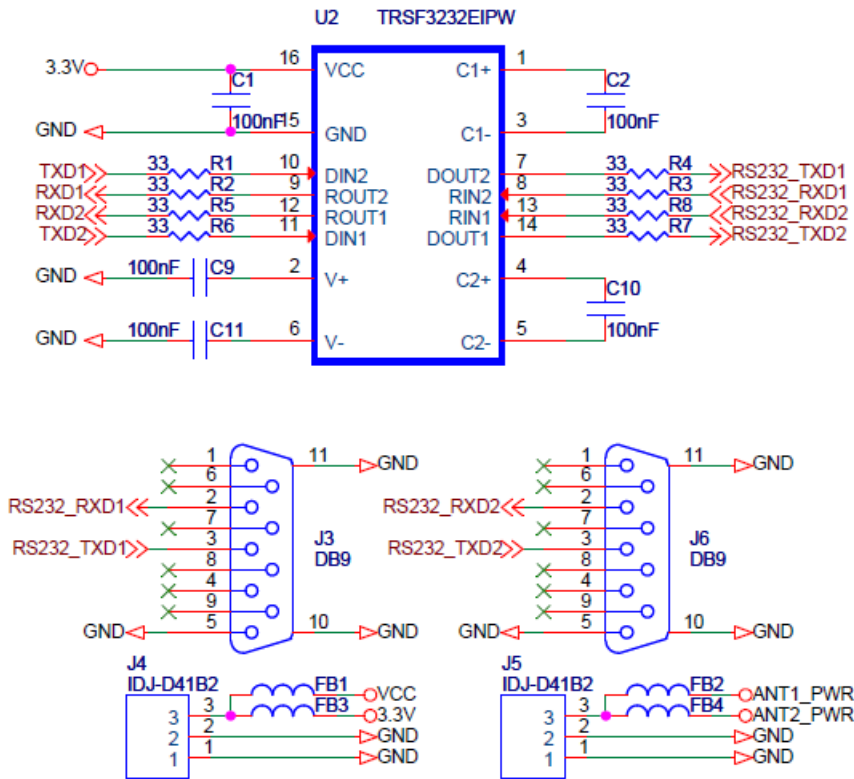 U2 TRSF3232EIPW
3.3V 16 VCC C1+ 1
C1 C2
100nF 100nF
GND 15 GND C1- 3
TXD1 33 R1 10 DIN2 DOUT2 7 33 R4 RS232_TXD1
RXD1 33 R2 9 ROUT2 RIN2 8 33 R3 RS232_RXD1
RXD2 33 R5 12 ROUT1 RIN1 13 33 R8 RS232_RXD2
TXD2 33 R6 11 DIN1 DOUT1 14 33 R7 RS232_TXD2
GND 100nF C9 2 V+ C2+ 4
C10
100nF
GND 100nF C11 6 V- C2- 5
1 11 GND
6
RS232_RXD1 2
7 J3
RS232_TXD1 3 DB9
8
4
9
GND 5 10 GND
1 11 GND
6
RS232_RXD2 2
7 J6
RS232_TXD2 3 DB9
8
4
9
GND 5 10 GND
J4
IDJ-D41B2
3 3 FB1 VCC
FB3 3.3V
2 2 GND
1 1 GND
J5
IDJ-D41B2
3 3 FB2 ANT1_PWR
FB4 ANT2_PWR
2 2 GND
1 1 GND